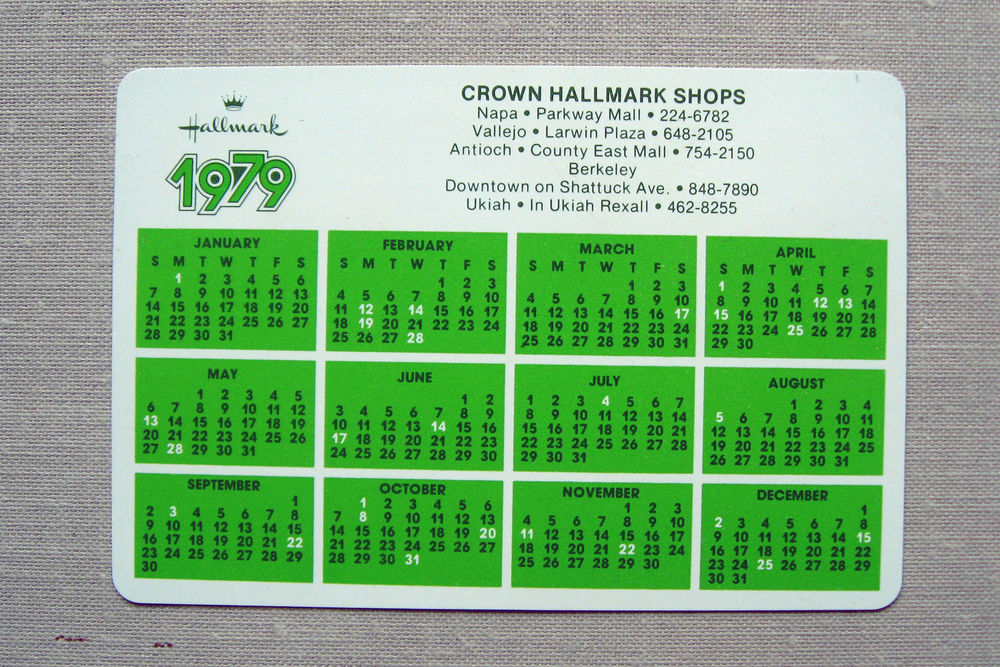 Hallmark
1979
CROWN HALLMARK SHOPS
Napa • Parkway Mall • 224-6782
Vallejo • Larwin Plaza • 648-2105
Antioch • County East Mall • 754-2150
Berkeley
Downtown on Shattuck Ave. • 848-7890
Ukiah • In Ukiah Rexall • 462-8255
JANUARY
S M T W T F S
1 2 3 4 5 6
7 8 9 10 11 12 13
14 15 16 17 18 19 20
21 22 23 24 25 26 27
28 29 30 31
FEBRUARY
S M T W T F S
1 2 3
4 5 6 7 8 9 10
11 12 13 14 15 16 17
18 19 20 21 22 23 24
25 26 27 28
MARCH
S M T W T F S
1 2 3
4 5 6 7 8 9 10
11 12 13 14 15 16 17
18 19 20 21 22 23 24
25 26 27 28 29 30 31
APRIL
S M T W T F S
1 2 3 4 5 6 7
8 9 10 11 12 13 14
15 16 17 18 19 20 21
22 23 24 25 26 27 28
29 30
MAY
1 2 3 4 5
6 7 8 9 10 11 12
13 14 15 16 17 18 19
20 21 22 23 24 25 26
27 28 29 30 31
JUNE
1 2
3 4 5 6 7 8 9
10 11 12 13 14 15 16
17 18 19 20 21 22 23
24 25 26 27 28 29 30
JULY
1 2 3 4 5 6 7
8 9 10 11 12 13 14
15 16 17 18 19 20 21
22 23 24 25 26 27 28
29 30 31
AUGUST
1 2 3 4
5 6 7 8 9 10 11
12 13 14 15 16 17 18
19 20 21 22 23 24 25
26 27 28 29 30 31
SEPTEMBER
1
2 3 4 5 6 7 8
9 10 11 12 13 14 15
16 17 18 19 20 21 22
23 24 25 26 27 28 29
30
OCTOBER
1 2 3 4 5 6
7 8 9 10 11 12 13
14 15 16 17 18 19 20
21 22 23 24 25 26 27
28 29 30 31
NOVEMBER
1 2 3
4 5 6 7 8 9 10
11 12 13 14 15 16 17
18 19 20 21 22 23 24
25 26 27 28 29 30
DECEMBER
1
2 3 4 5 6 7 8
9 10 11 12 13 14 15
16 17 18 19 20 21 22
23 24 25 26 27 28 29
30 31